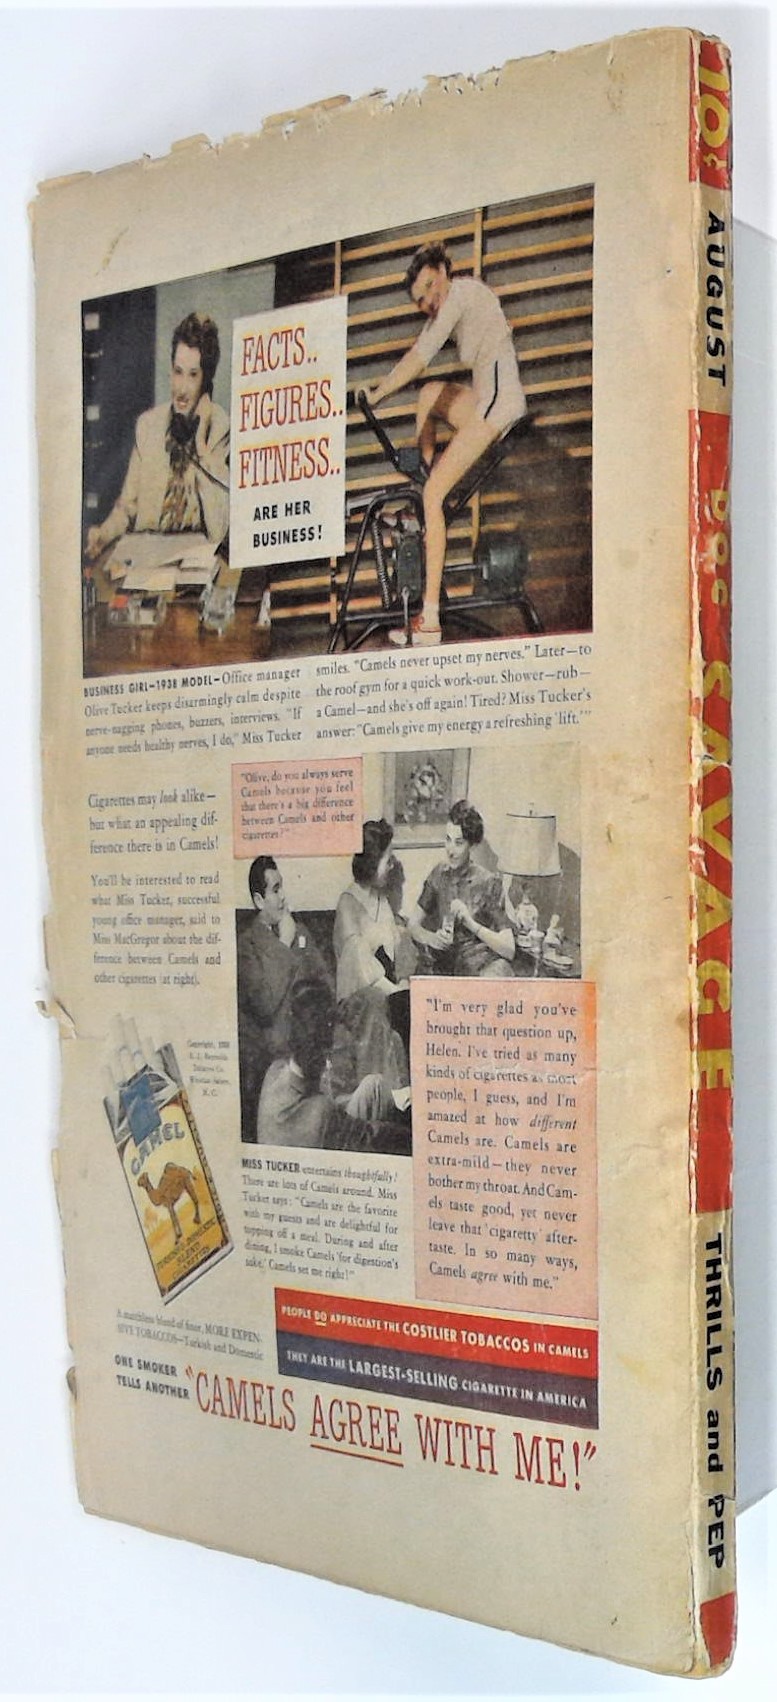 FACTS..
FIGURES..
FITNESS..
ARE HER
BUSINESS!
BUSINESS GIRL—1938 MODEL—Office manager
Olive Tucker keeps disarmingly calm despite
nerve-nagging phones, buzzers, interviews. "If
anyone needs healthy nerves, I do," Miss Tucker
smiles. "Camels never upset my nerves." Later—to
the roof gym for a quick work-out. Shower—rub—
a Camel—and she's off again! Tired? Miss Tucker's
answer: "Camels give my energy a refreshing 'lift.'"
Cigarettes may look alike—
but what an appealing dif-
ference there is in Camels!
You'll be interested to read
what Miss Tucker, successful
young office manager, said to
Miss MacGregor about the dif-
ference between Camels and
other cigarettes (at right).
"Olive, do you always serve
Camels because you feel
that there's a big difference
between Camels and other
cigarettes?"
"I'm very glad you've
brought that question up,
Helen. I've tried as many
kinds of cigarettes as most
people, I guess, and I'm
amazed at how different
Camels are. Camels are
extra-mild—they never
bother my throat. And Cam-
els taste good, yet never
leave that 'cigaretty' after-
taste. In so many ways,
Camels agree with me."
Copyright, 1938
R. J. Reynolds
Tobacco Co.
Winston-Salem,
N. C.
CAMEL
TURKISH & DOMESTIC
BLEND
CIGARETTES
MISS TUCKER entertains thoughtfully!
There are lots of Camels around. Miss
Tucker says: "Camels are the favorite
with my guests and are delightful for
topping off a meal. During and after
dining, I smoke Camels 'for digestion's
sake.' Camels set me right!"
A matchless blend of finer, MORE EXPEN-
SIVE TOBACCOS—Turkish and Domestic
PEOPLE DO APPRECIATE THE COSTLIER TOBACCOS IN CAMELS
THEY ARE THE LARGEST-SELLING CIGARETTE IN AMERICA
ONE SMOKER
TELLS ANOTHER
"CAMELS AGREE WITH ME!"
10¢
AUGUST
DOC SAVAGE
THRILLS and PEP